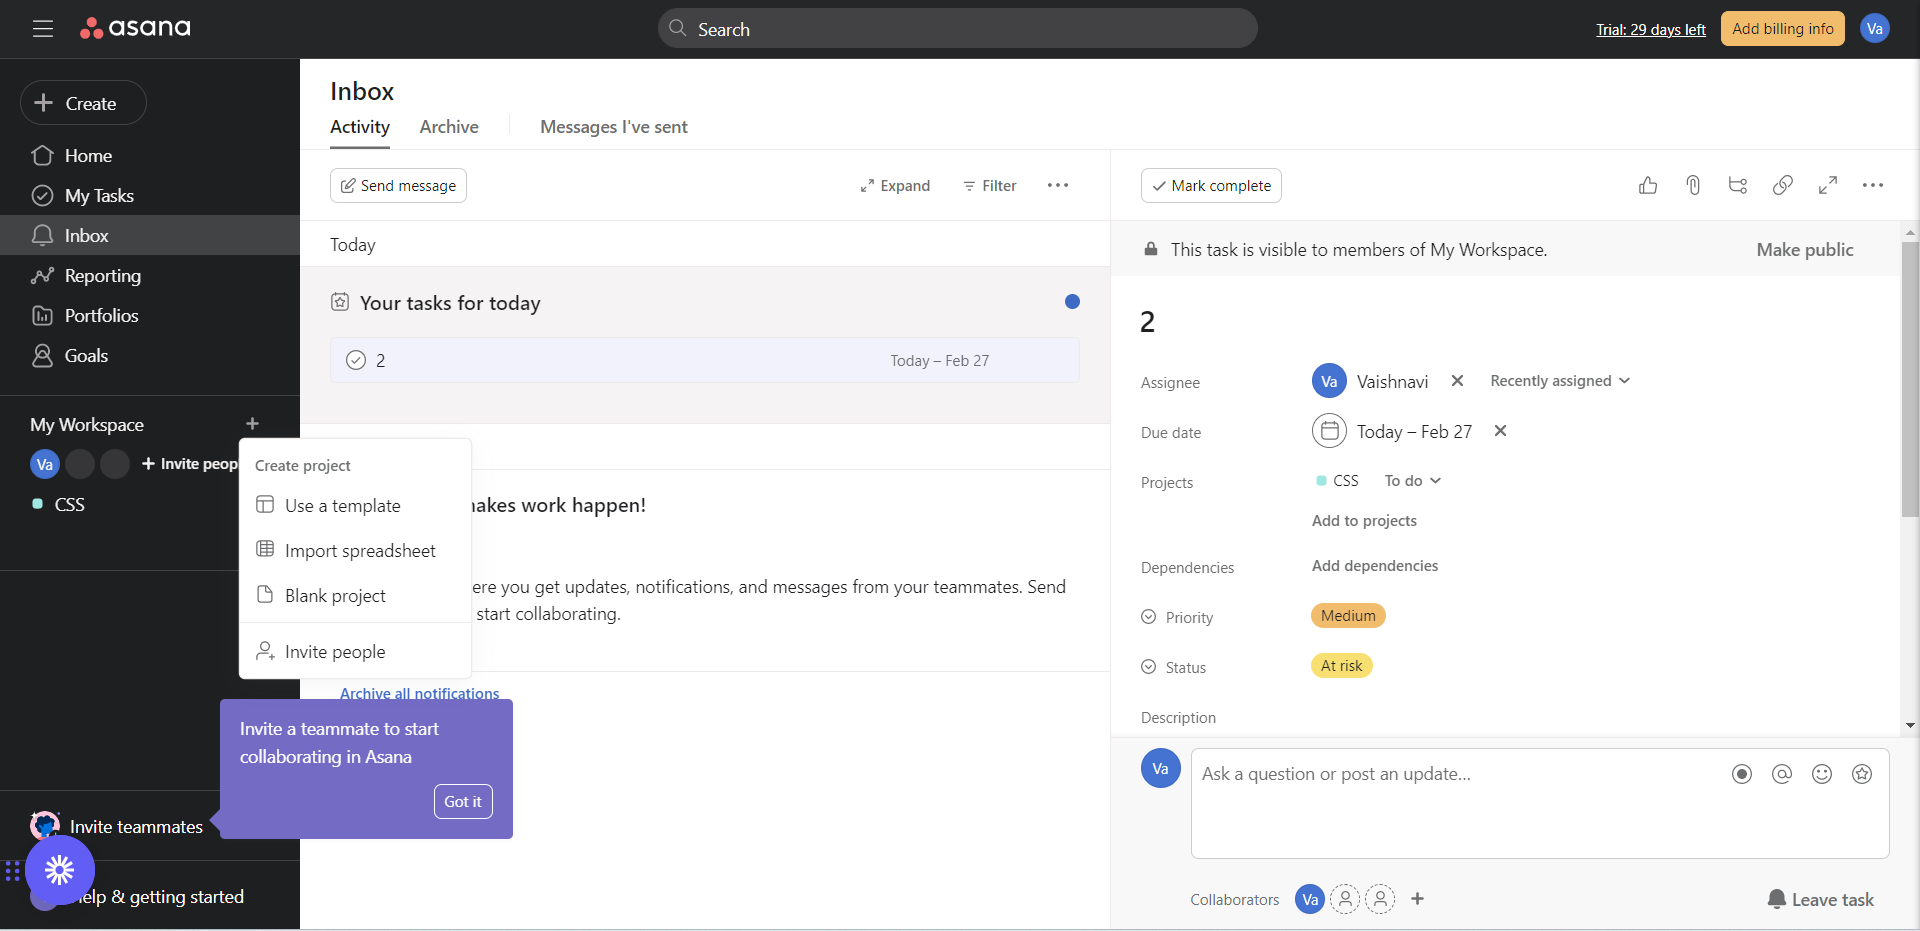 asana
Search
Trial: 29 days left
Add billing info
Va
Create
Home
My Tasks
Inbox
Reporting
Portfolios
Goals
My Workspace
Va
Invite peop
CSS
Create project
Use a template
Import spreadsheet
Blank project
Invite people
Invite a teammate to start
collaborating in Asana
Got it
Invite teammates
elp & getting started
Inbox
Activity
Archive
Messages I've sent
Send message
Expand
Filter
Today
Your tasks for today
2
Today – Feb 27
akes work happen!
ere you get updates, notifications, and messages from your teammates. Send
start collaborating.
Archive all notifications
Mark complete
This task is visible to members of My Workspace.
Make public
2
Assignee
Va
Vaishnavi
Recently assigned
Due date
Today – Feb 27
Projects
CSS
To do
Add to projects
Dependencies
Add dependencies
Priority
Medium
Status
At risk
Description
Va
Ask a question or post an update...
Collaborators
Va
Leave task